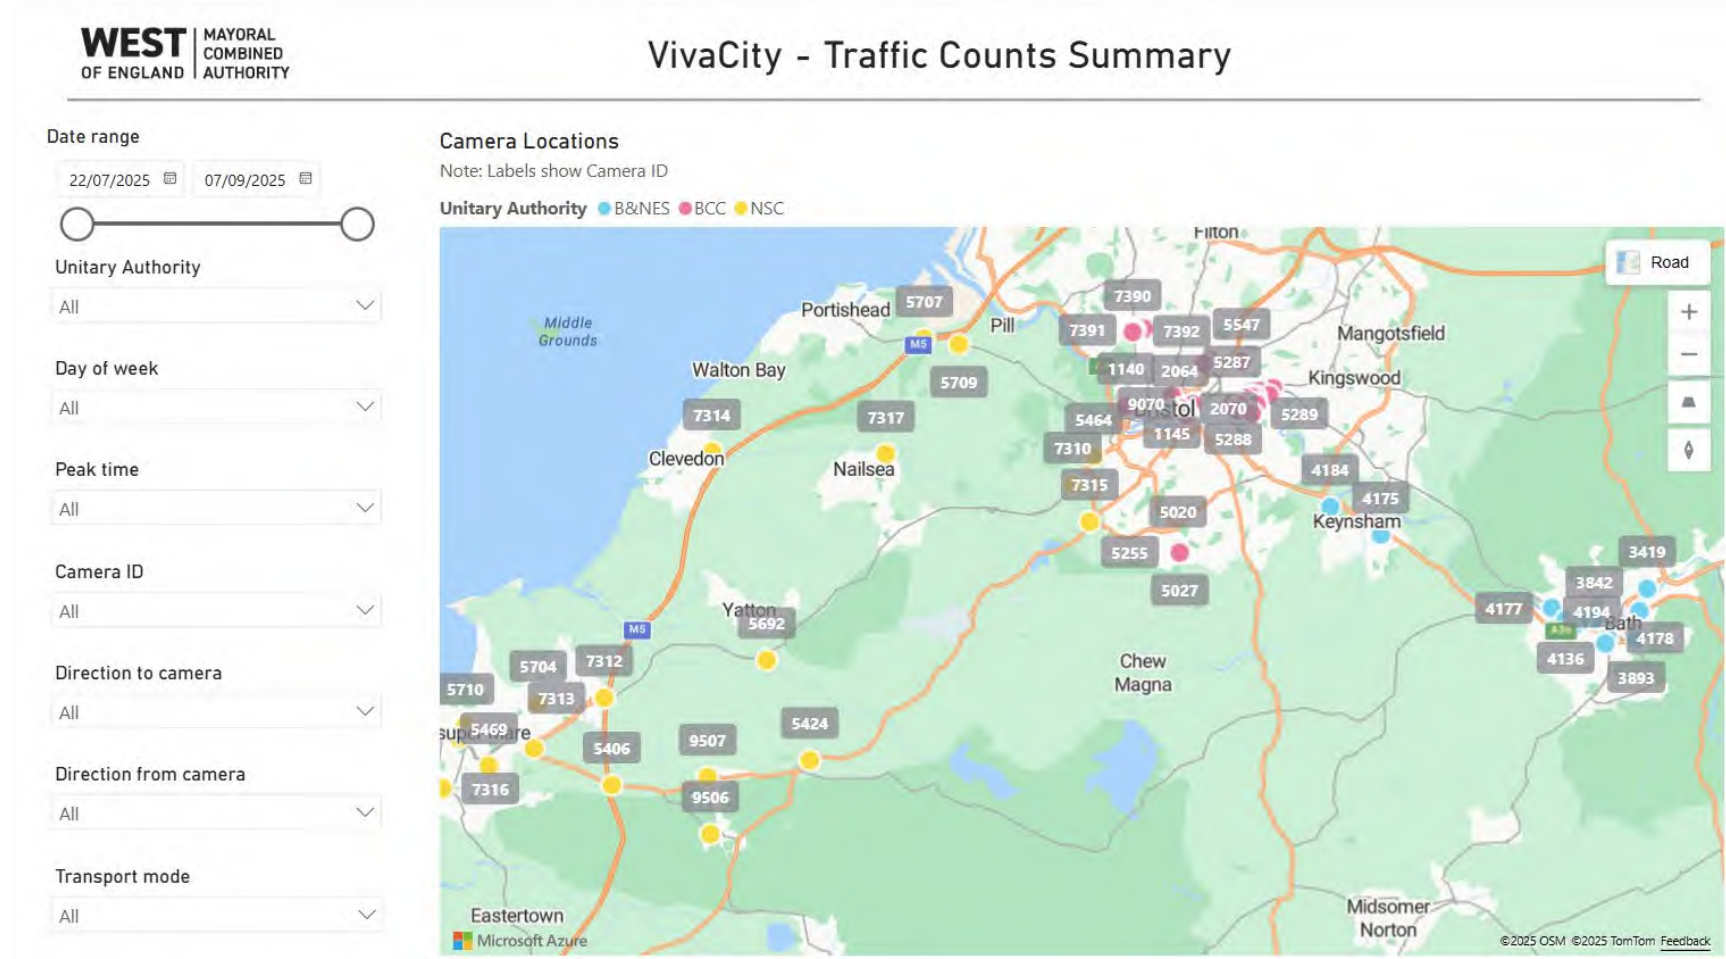 WEST
OF ENGLAND
MAYORAL
COMBINED
AUTHORITY
VivaCity - Traffic Counts Summary
Date range
22/07/2025
07/09/2025
Unitary Authority
All
Day of week
All
Peak time
All
Camera ID
All
Direction to camera
All
Direction from camera
All
Transport mode
All
Camera Locations
Note: Labels show Camera ID
Unitary Authority B&NES BCC NSC
Filton
Road
Middle
Grounds
Portishead
5707
Pill
7390
7391
7392
5547
Mangotsfield
M5
Walton Bay
5709
1140
2064
5287
Kingswood
7314
7317
5464
9070
2070
5289
1145
5288
7310
Clevedon
Nailsea
7315
4184
4175
5020
Keynsham
5255
5027
3419
3842
4177
4194
Bath
4178
4136
3893
Yatton
5692
M5
5704
7312
5710
7313
5469
5406
9507
5424
Chew
Magna
7316
9506
Eastertown
Midsomer
Norton
Microsoft Azure
©2025 OSM ©2025 TomTom Feedback